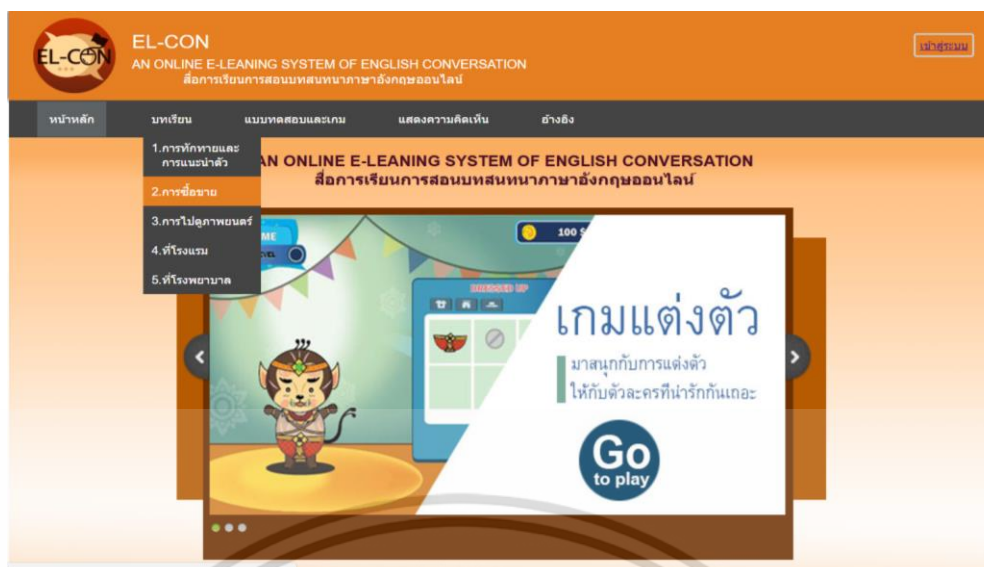 EL-CON
EL-CON
AN ONLINE E-LEANING SYSTEM OF ENGLISH CONVERSATION
สื่อการเรียนการสอนบทสนทนาภาษาอังกฤษออนไลน์
เข้าสู่ระบบ
หน้าหลัก บทเรียน แบบทดสอบและเกม แสดงความคิดเห็น อ้างอิง
1.การทักทายและ
การแนะนำตัว
2.การซื้อขาย
3.การไปดูภาพยนตร์
4.ที่โรงแรม
5.ที่โรงพยาบาล
AN ONLINE E-LEANING SYSTEM OF ENGLISH CONVERSATION
สื่อการเรียนการสอนบทสนทนาภาษาอังกฤษออนไลน์
ME
100 $
DRESSED UP
เกมแต่งตัว
มาสนุกกับการแต่งตัว
ให้กับตัวละครที่น่ารักกันเถอะ
Go
to play